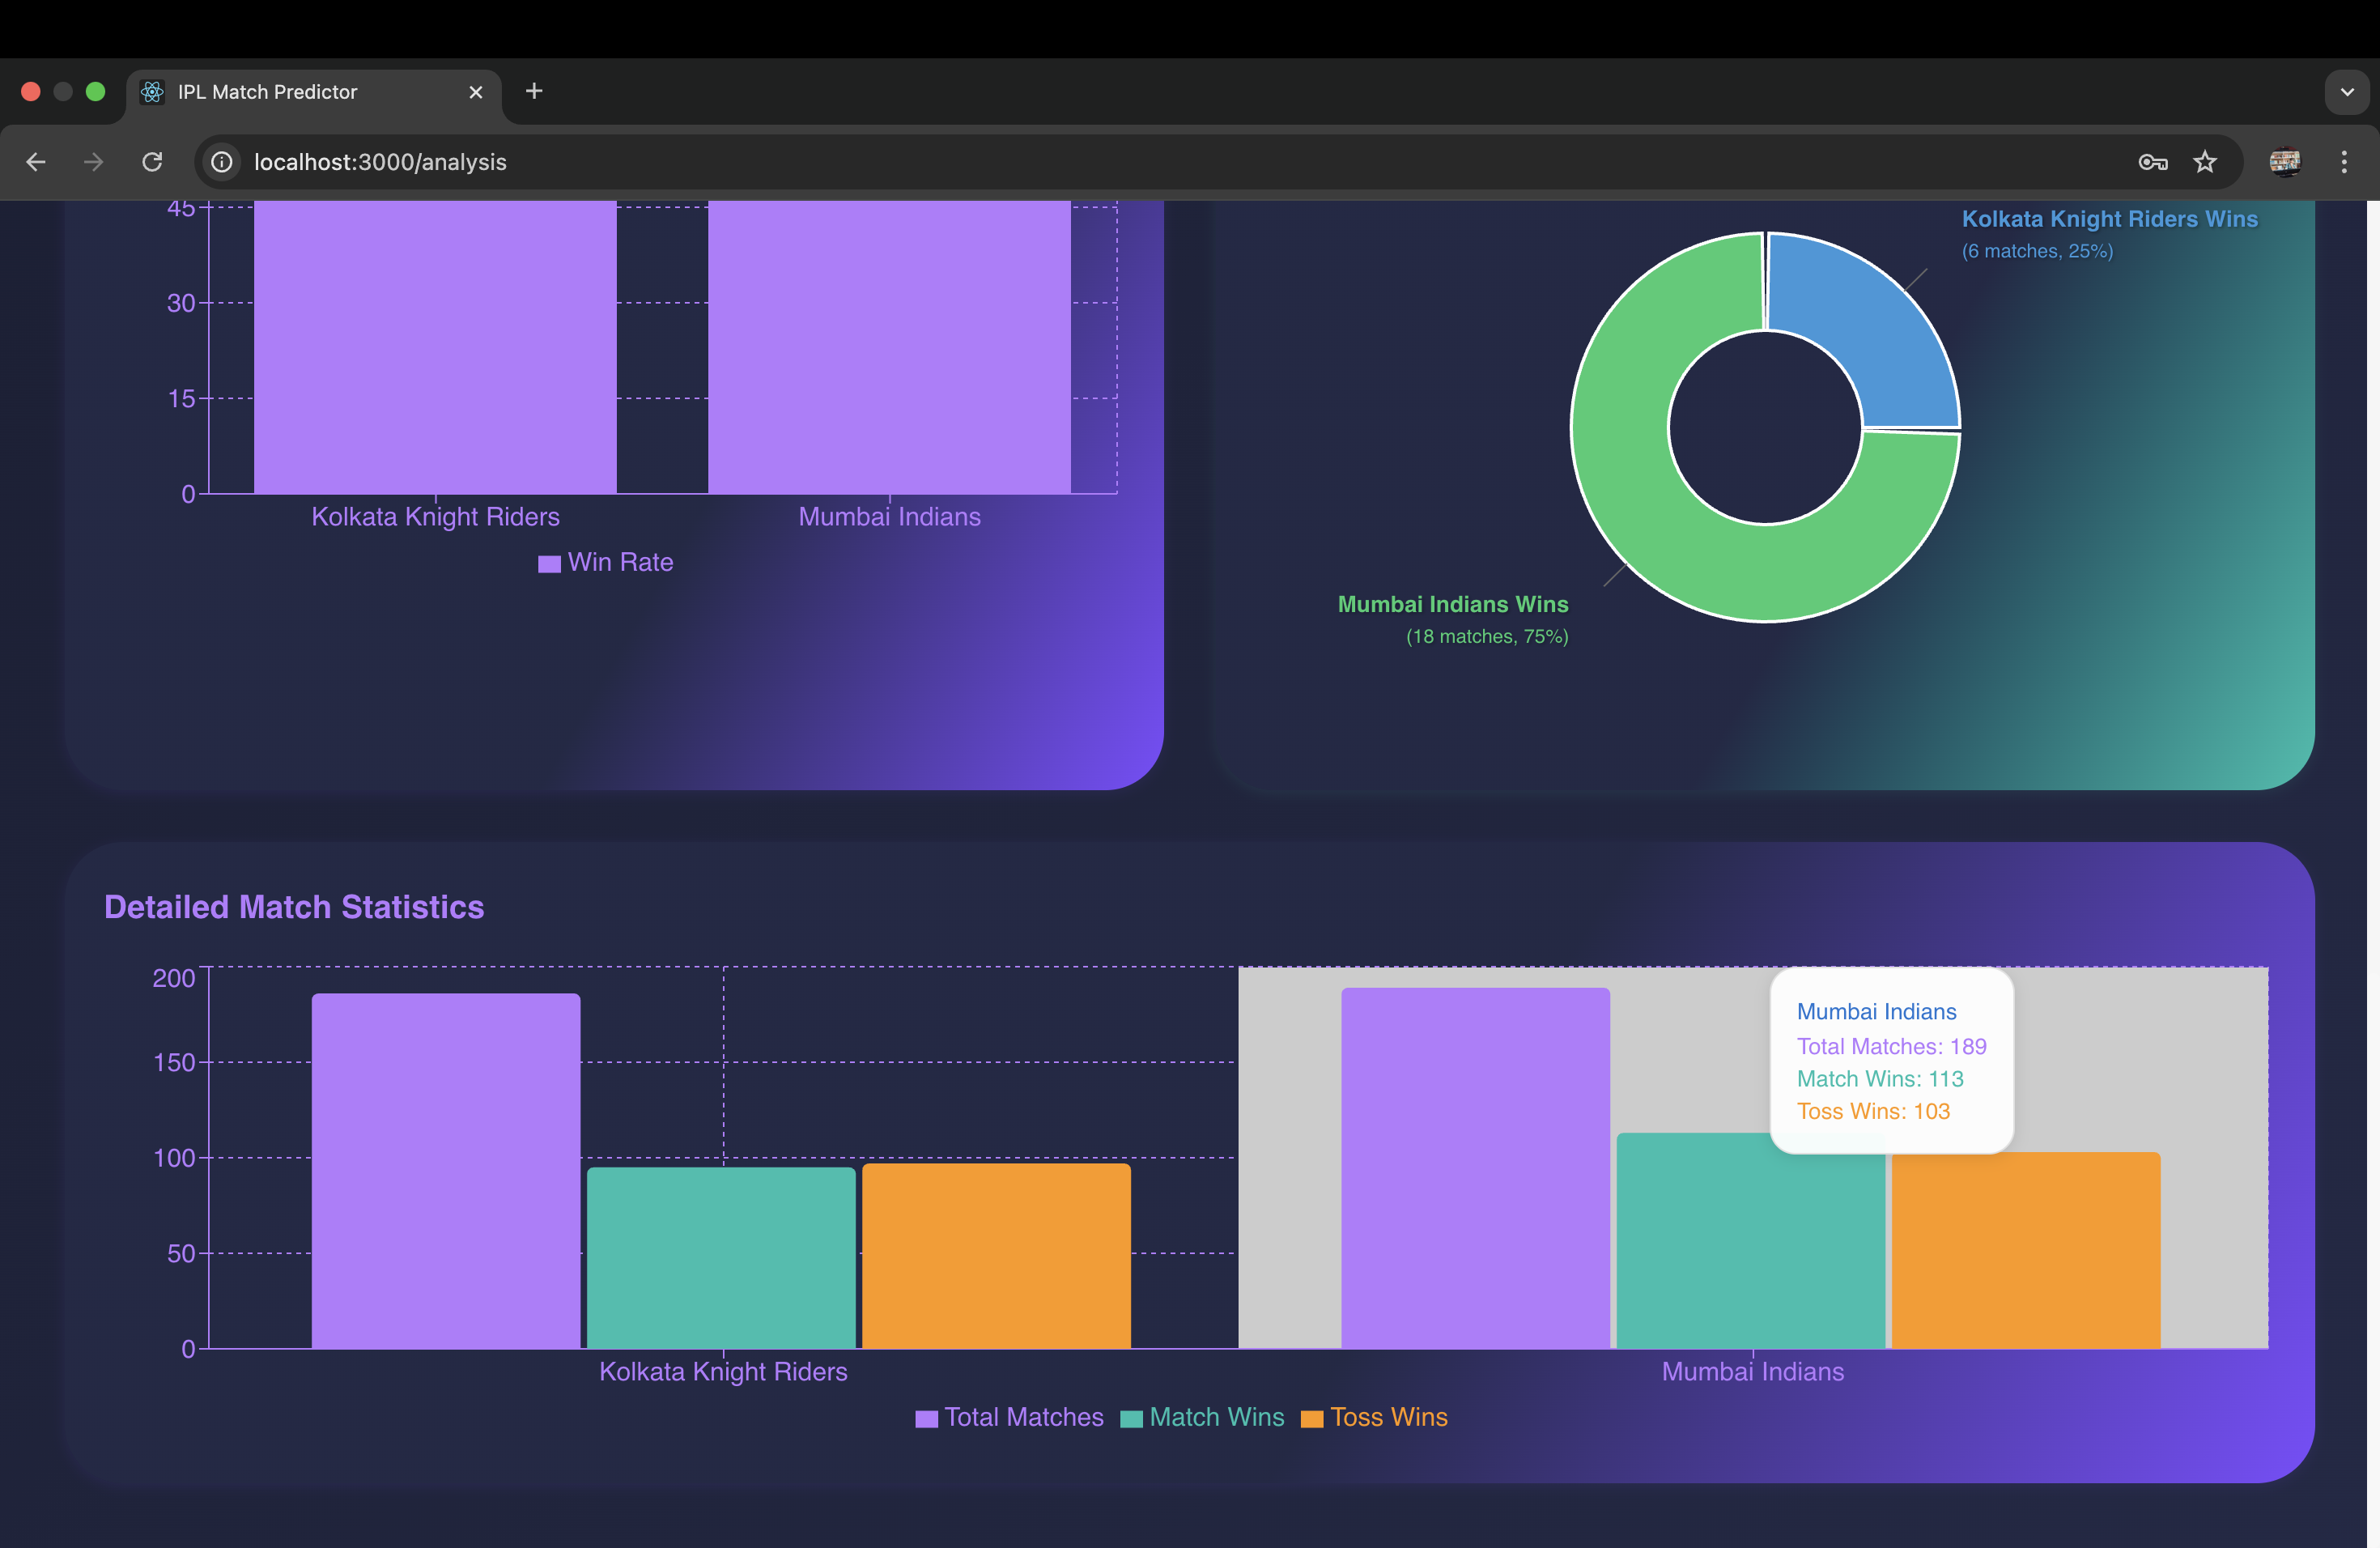 IPL Match Predictor
localhost:3000/analysis
45
30
15
0
Kolkata Knight Riders
Mumbai Indians
Win Rate
Kolkata Knight Riders Wins
(6 matches, 25%)
Mumbai Indians Wins
(18 matches, 75%)
Detailed Match Statistics
200
150
100
50
0
Mumbai Indians
Total Matches: 189
Match Wins: 113
Toss Wins: 103
Kolkata Knight Riders
Mumbai Indians
Total Matches
Match Wins
Toss Wins